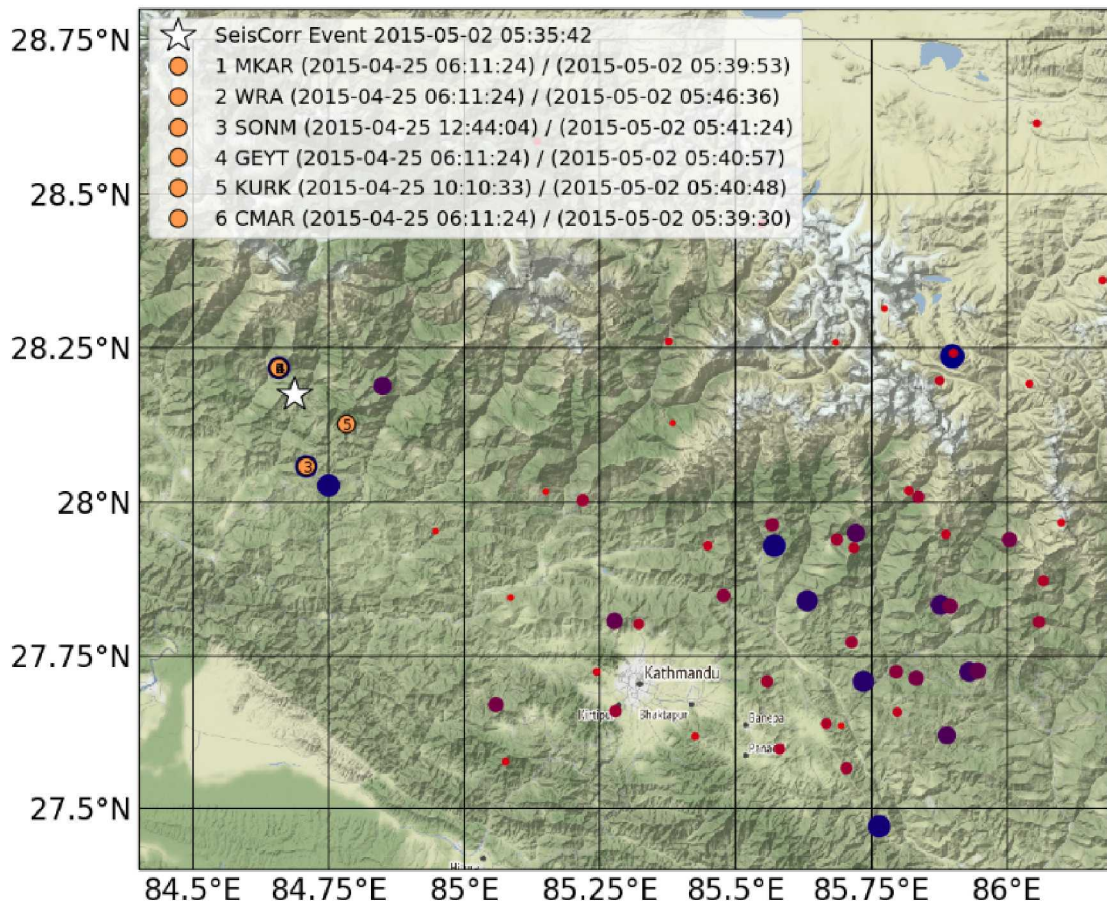 28.75°N
SeisCorr Event 2015-05-02 05:35:42
1 MKAR (2015-04-25 06:11:24) / (2015-05-02 05:39:53)
2 WRA (2015-04-25 06:11:24) / (2015-05-02 05:46:36)
3 SONM (2015-04-25 12:44:04) / (2015-05-02 05:41:24)
4 GEYT (2015-04-25 06:11:24) / (2015-05-02 05:40:57)
28.5°N
5 KURK (2015-04-25 10:10:33) / (2015-05-02 05:40:48)
6 CMAR (2015-04-25 06:11:24) / (2015-05-02 05:39:30)
28.25°N
5
3
28°N
27.75°N
Kathmandu
Kirtipur Bhaktapur
Banepa
27.5°N
84.5°E 84.75°E 85°E 85.25°E 85.5°E 85.75°E 86°E